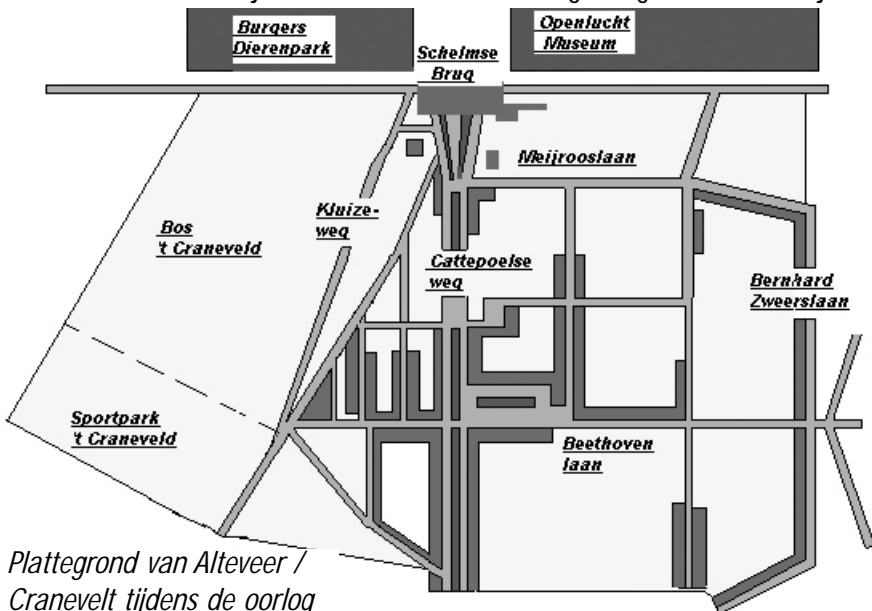 Burgers
Dierenpark
Openlucht
Museum
Schelmse
Brug
Meijrooslaan
Kluize-
weg
Bos
't Craneveld
Cattepoelse
weg
Bernhard
Zweerslaan
Sportpark
't Craneveld
Beethoven
laan
Plattegrond van Alteveer /
Cranevelt tijdens de oorlog